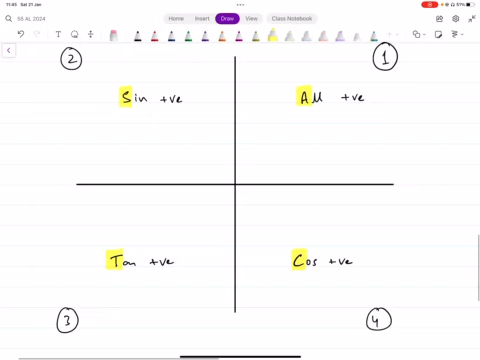 11:45 Sat 21 Jan
S6 AL 2024
Home Insert Draw View Class Notebook
2
1
Sin +ve
All +ve
Tan +ve
Cos +ve
3
4